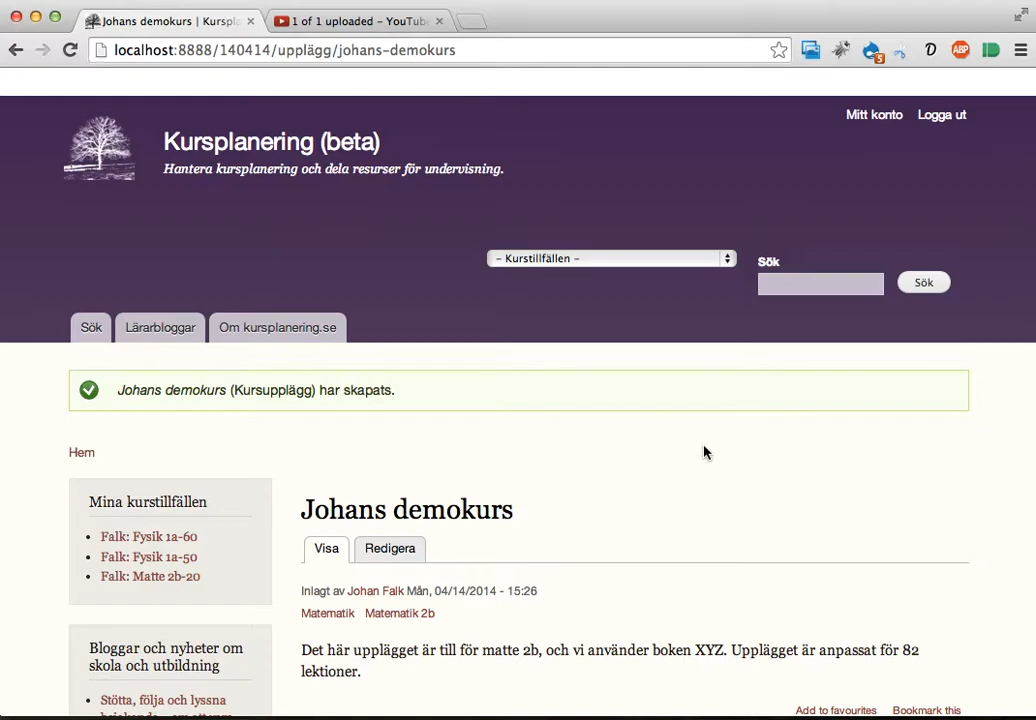 Johans demokurs | Kurspla
1 of 1 uploaded - YouTub
localhost:8888/140414/upplägg/johans-demokurs
5
D
ABP
Mitt konto Logga ut
Kursplanering (beta)
Hantera kursplanering och dela resurser för undervisning.
- Kurstillfällen -
Sök
Sök
Sök Lärarbloggar Om kursplanering.se
Johans demokurs (Kursupplägg) har skapats.
Hem
Mina kurstillfällen
Falk: Fysik 1a-60
Falk: Fysik 1a-50
Falk: Matte 2b-20
Bloggar och nyheter om
skola och utbildning
Stötta, följa och lyssna
Johans demokurs
Visa Redigera
Inlagt av Johan Falk Mån, 04/14/2014 - 15:26
Matematik Matematik 2b
Det här upplägget är till för matte 2b, och vi använder boken XYZ. Upplägget är anpassat för 82
lektioner.
Add to favourites Bookmark this